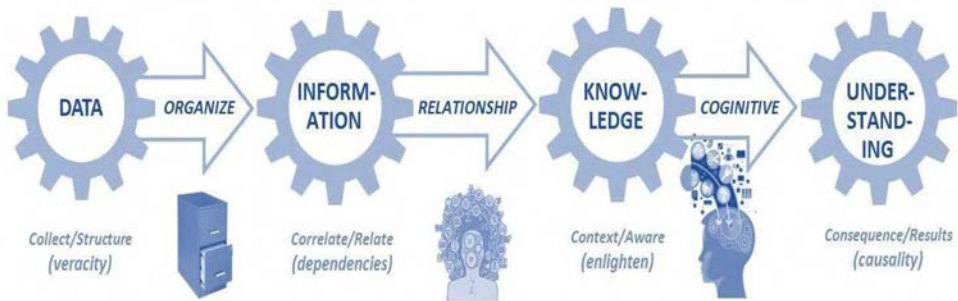 DATA
ORGANIZE
INFORM-
ATION
RELATIONSHIP
KNOW-
LEDGE
COGINITIVE
UNDER-
STAND-
ING
Collect/Structure
(veracity)
Correlate/Relate
(dependencies)
Context/Aware
(enlighten)
Consequence/Results
(causality)